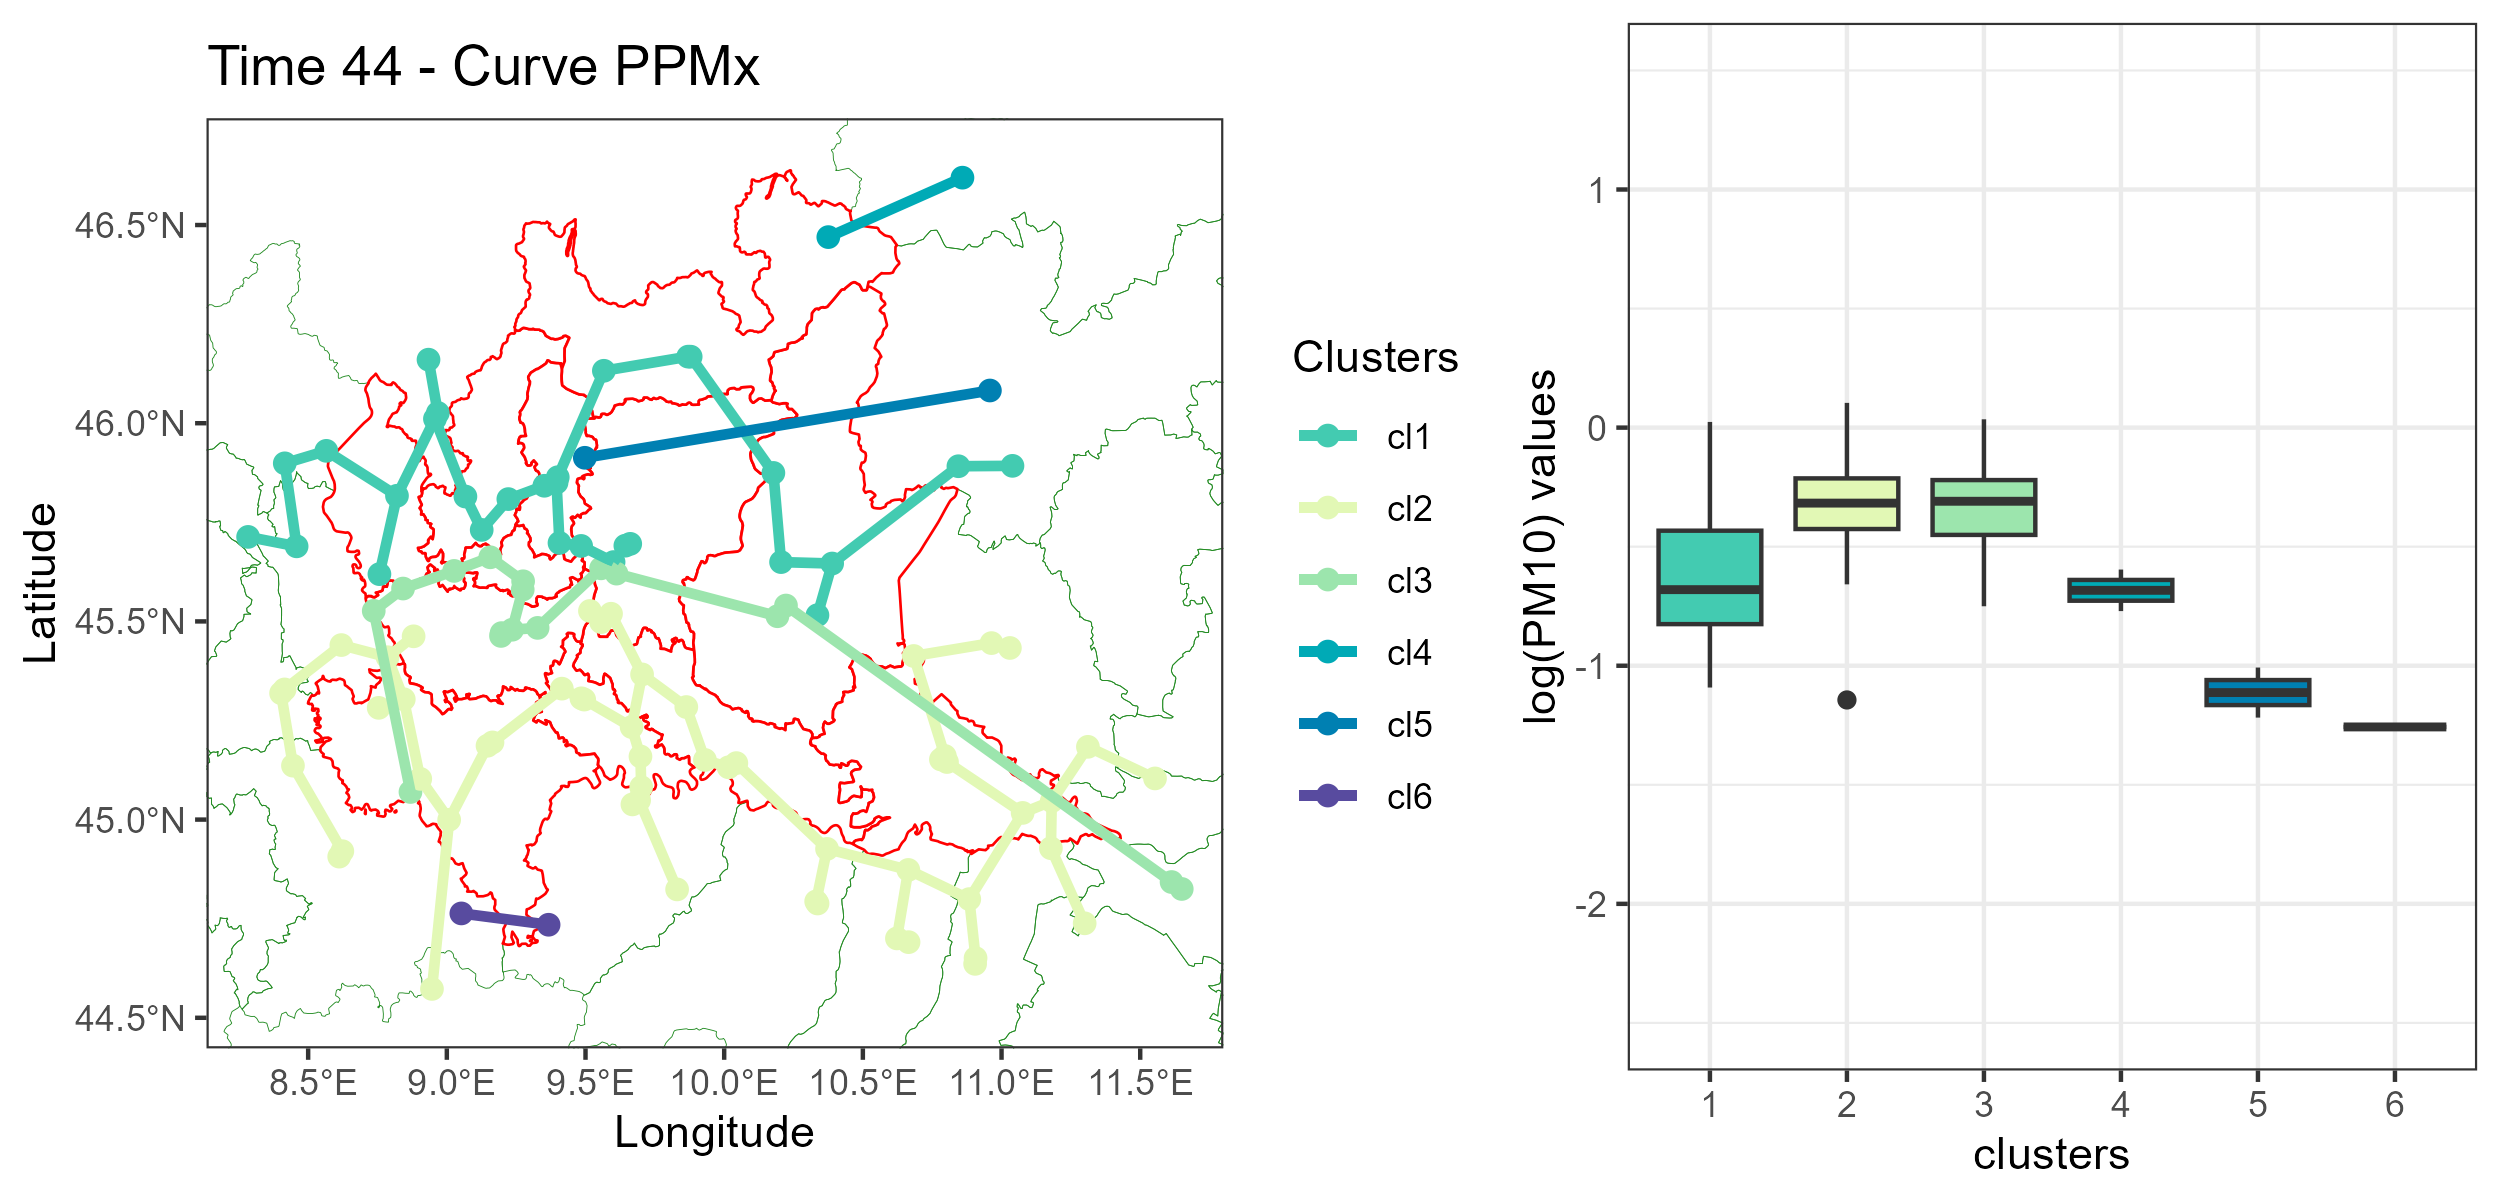 Time 44 - Curve PPMx
Latitude
46.5°N
46.0°N
45.5°N
45.0°N
44.5°N
8.5°E 9.0°E 9.5°E 10.0°E 10.5°E 11.0°E 11.5°E
Longitude
Clusters
cl1
cl2
cl3
cl4
cl5
cl6
log(PM10) values
1
0
-1
-2
1 2 3 4 5 6
clusters